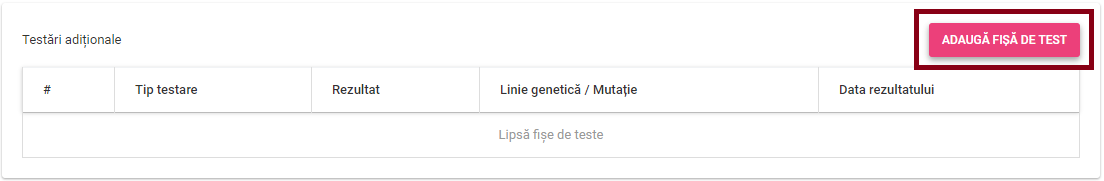 Testări adiționale
ADAUGĂ FIȘĂ DE TEST
# Tip testare Rezultat Linie genetică / Mutație Data rezultatului
Lipsă fișe de teste